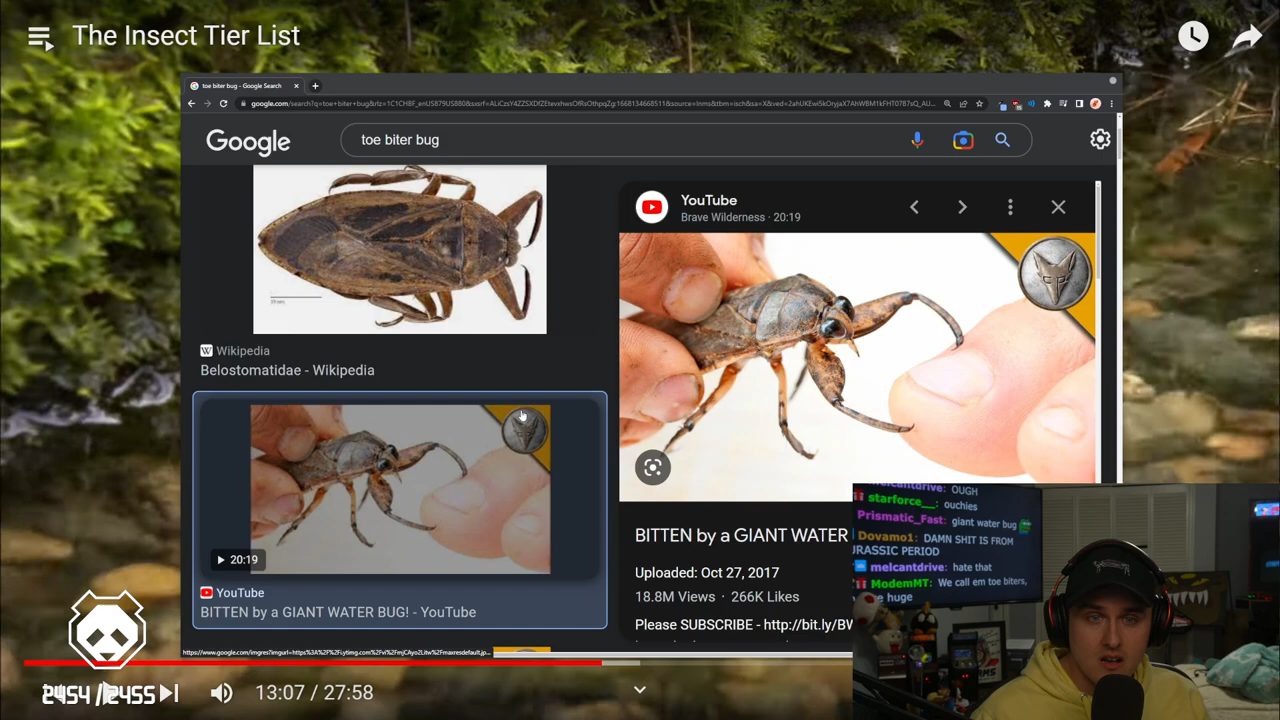 The Insect Tier List
toe biter bug - Google Search
Google
toe biter bug
YouTube
Brave Wilderness · 20:19
Wikipedia
Belostomatidae - Wikipedia
20:19
YouTube
BITTEN by a GIANT WATER BUG! - YouTube
BITTEN by a GIANT WATER
Uploaded: Oct 27, 2017
18.8M Views · 266K Likes
Please SUBSCRIBE - http://bit.ly/BW
melcantdrive: OUGH
starforce__: ouchies
Prismatic_Fast: giant water bug
Dovamo1: DAMN SHIT IS FROM
JURASSIC PERIOD
melcantdrive: hate that
ModemMT: We call em toe biters,
huge
2454/2455
13:07 / 27:58